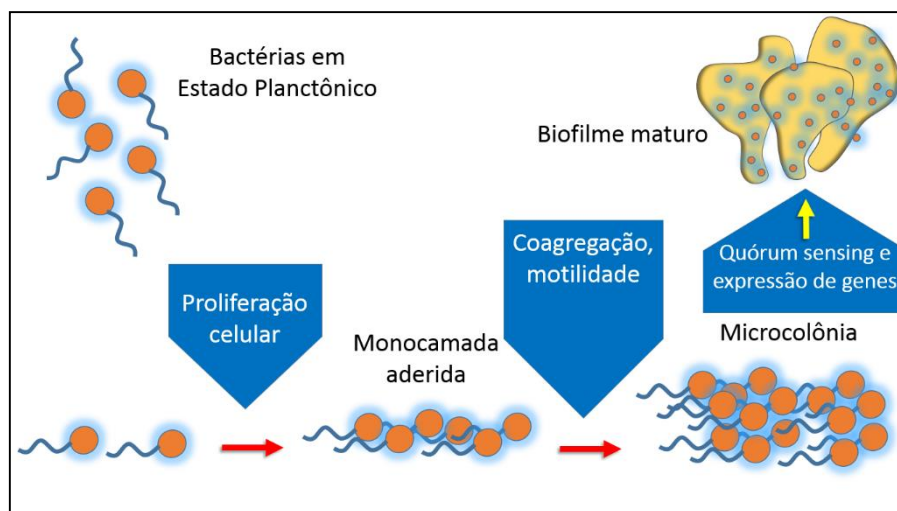 Bactérias em
Estado Planctônico
Biofilme maturo
Proliferação
celular
Monocamada
aderida
Coagregação,
motilidade
Quórum sensing e
expressão de genes
Microcolônia